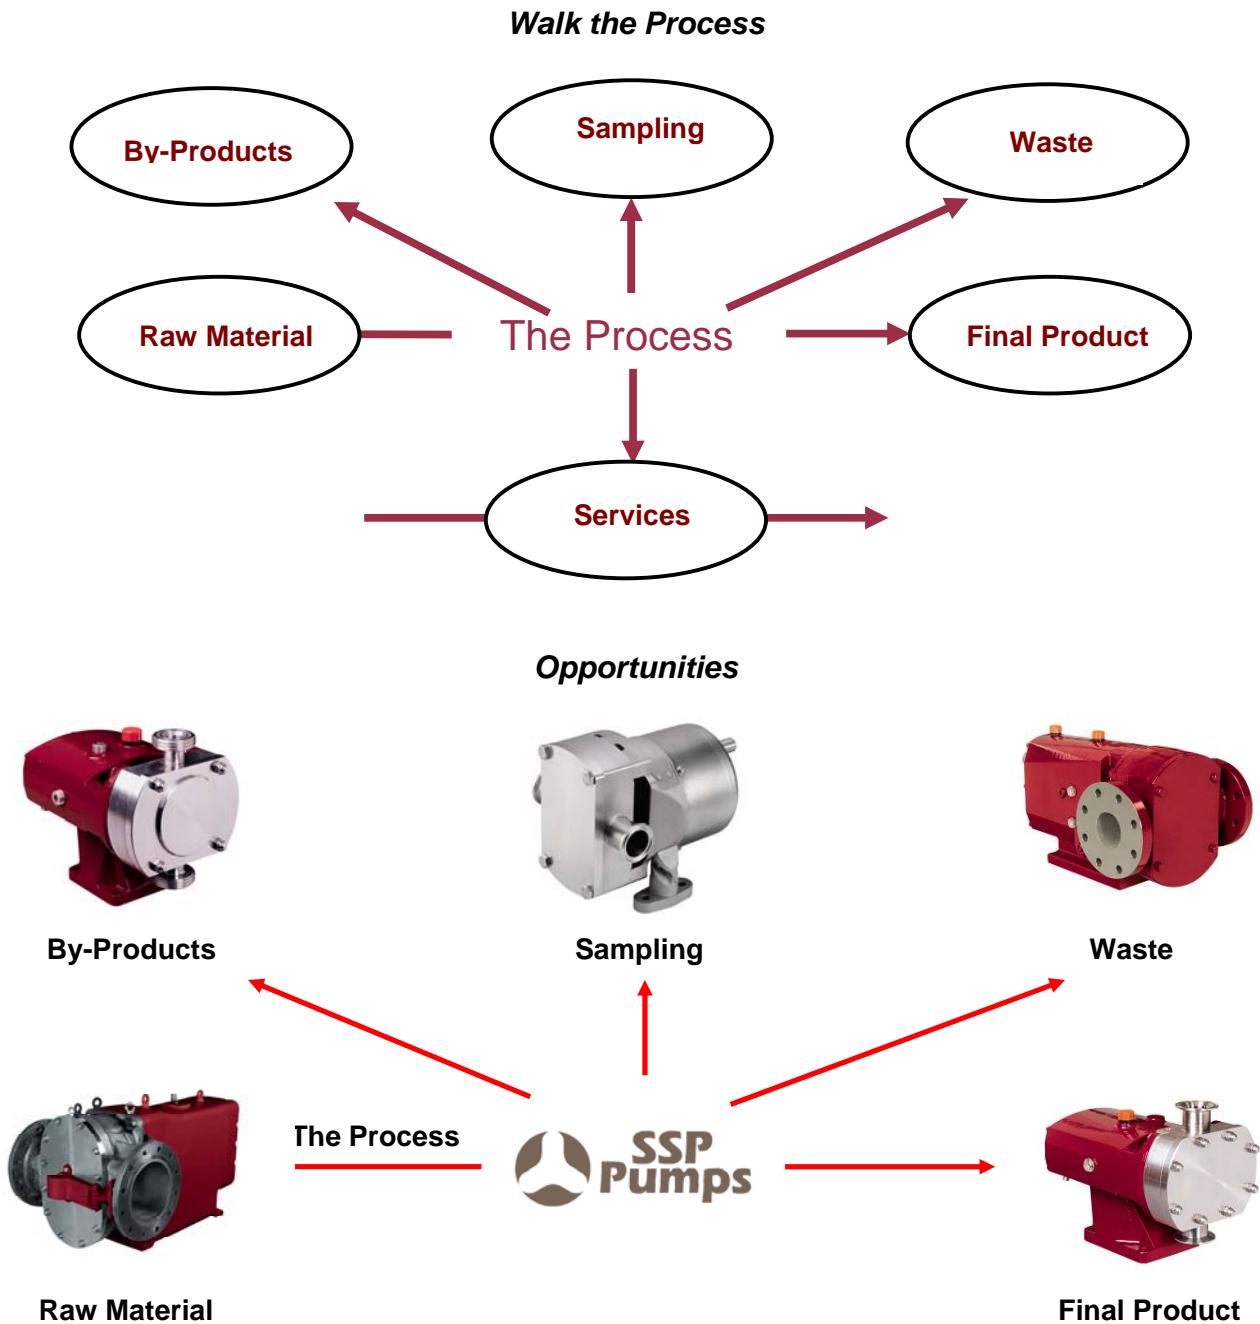 Walk the Process
By-Products
Sampling
Waste
Raw Material
The Process
Final Product
Services
Opportunities
By-Products
Sampling
Waste
The Process
SSP
Pumps
Raw Material
Final Product